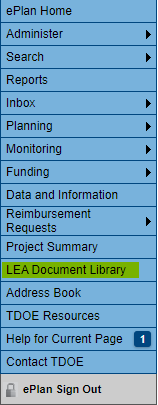 ePlan Home
Administer
Search
Reports
Inbox
Planning
Monitoring
Funding
Data and Information
Reimbursement
Requests
Project Summary
LEA Document Library
Address Book
TDOE Resources
Help for Current Page 1
Contact TDOE
ePlan Sign Out